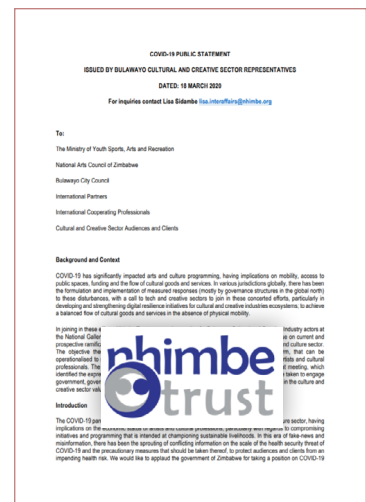 COVID-19 PUBLIC STATEMENT
ISSUED BY BULAWAYO CULTURAL AND CREATIVE SECTOR REPRESENTATIVES
DATED: 18 MARCH 2020
For inquiries contact Lisa Sidambe lisa.interaffairs@nhimbe.org
To:
The Ministry of Youth Sports, Arts and Recreation
National Arts Council of Zimbabwe
Bulawayo City Council
International Partners
International Cooperating Professionals
Cultural and Creative Sector Audiences and Clients
Background and Context
COVID-19 has significantly impacted arts and culture programming, having implications on mobility, access to
public spaces, funding and the flow of cultural goods and services. In various jurisdictions globally, there has been
the formulation and implementation of measured responses (mostly by governance structures in the global north)
to these disturbances, with a call to tech and creative sectors to join in these concerted efforts, particularly in
developing and strengthening digital resilience initiatives for cultural and creative industries ecosystems, to achieve
a balanced flow of cultural goods and services in the absence of physical mobility.
In joining in these industry actors at
the National Galle e on current and
prospective ramific nd culture sector.
The objective the rm, that can be
operationalised to rtists and cultural
professionals. The l meeting, which
identified the expre taken to engage
government, gover in the culture and
creative sector val
nhimbe
trust
Introduction
The COVID-19 pan ure sector, having
implications on the economic status of artists and cultural professions, particularly with regards to compromising
initiatives and programming that is intended at championing sustainable livelihoods. In this era of fake-news and
misinformation, there has been the sprouting of conflicting information on the scale of the health security threat of
COVID-19 and the precautionary measures that should be taken thereof, to protect audiences and clients from an
impending health risk. We would like to applaud the government of Zimbabwe for taking a position on COVID-19